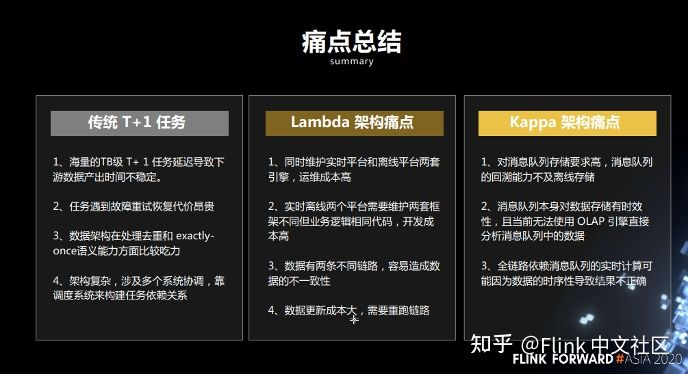 痛点总结
summary
传统 T+1 任务
1、海量的TB级 T+ 1 任务延迟导致下
游数据产出时间不稳定。
2、任务遇到故障重试恢复代价昂贵
3、数据架构在处理去重和 exactly-
once语义能力方面比较吃力
4、架构复杂，涉及多个系统协调，靠
调度系统来构建任务依赖关系
Lambda 架构痛点
1、同时维护实时平台和离线平台两套
引擎，运维成本高
2、实时离线两个平台需要维护两套框
架不同但业务逻辑相同代码，开发成
本高
3、数据有两条不同链路，容易造成数
据的不一致性
4、数据更新成本大，需要重跑链路
Kappa 架构痛点
1、对消息队列存储要求高，消息队列
的回溯能力不及离线存储
2、消息队列本身对数据存储有时效
性，且当前无法使用 OLAP 引擎直接
分析消息队列中的数据
3、全链路依赖消息队列的实时计算可
能因为数据的时序性导致结果不正确
知乎 @Flink 中文社区
FLINK FORWARD #ASIA 2020